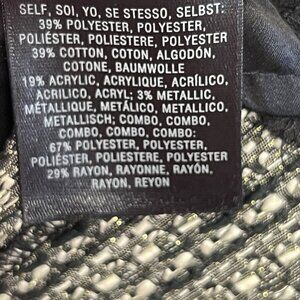 SELF, SOI, YO, SE STESSO, SELBST:
39% POLYESTER, POLYESTER,
POLIÉSTER, POLIESTERE, POLYESTER
39% COTTON, COTON, ALGODÓN,
COTONE, BAUMWOLLE
19% ACRYLIC, ACRYLIQUE, ACRÍLICO,
ACRILICO, ACRYL; 3% METALLIC,
MÉTALLIQUE, METÁLICO, METALLICO,
METALLISCH; COMBO, COMBO,
COMBO, COMBO, COMBO:
67% POLYESTER, POLYESTER,
POLIÉSTER, POLIESTERE, POLYESTER
29% RAYON, RAYONNE, RAYÓN,
RAYON, REYON